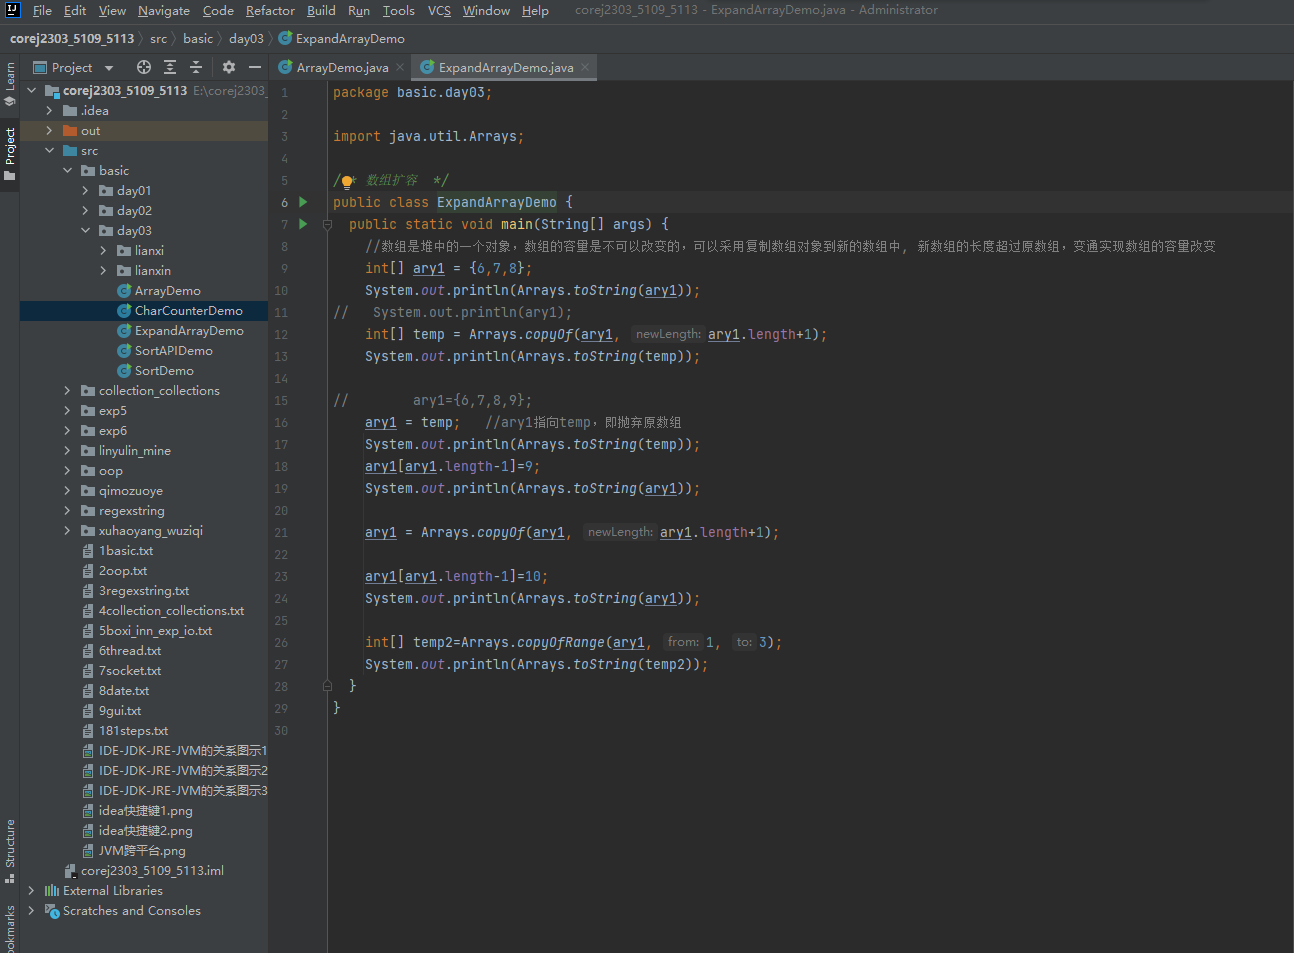 File Edit View Navigate Code Refactor Build Run Tools VCS Window Help corej2303_5109_5113 - ExpandArrayDemo.java - Administrator
corej2303_5109_5113 src basic day03 ExpandArrayDemo
Project
ArrayDemo.java
ExpandArrayDemo.java
Learn
Project
Structure
corej2303_5109_5113 E:\corej2303_
.idea
out
src
basic
day01
day02
day03
lianxi
lianxin
ArrayDemo
CharCounterDemo
ExpandArrayDemo
SortAPIDemo
SortDemo
collection_collections
exp5
exp6
linyulin_mine
oop
qimozuoye
regexstring
xuhaoyang_wuziqi
1basic.txt
2oop.txt
3regexstring.txt
4collection_collections.txt
5boxi_inn_exp_io.txt
6thread.txt
7socket.txt
8date.txt
9gui.txt
181steps.txt
IDE-JDK-JRE-JVM的关系图示1
IDE-JDK-JRE-JVM的关系图示2
IDE-JDK-JRE-JVM的关系图示3
idea快捷键1.png
idea快捷键2.png
JVM跨平台.png
corej2303_5109_5113.iml
External Libraries
Scratches and Consoles
1 package basic.day03;
2
3 import java.util.Arrays;
4
5 /* 数组扩容 */
6 public class ExpandArrayDemo {
7 public static void main(String[] args) {
8 //数组是堆中的一个对象，数组的容量是不可以改变的，可以采用复制数组对象到新的数组中， 新数组的长度超过原数组，变通实现数组的容量改变
9 int[] ary1 = {6,7,8};
10 System.out.println(Arrays.toString(ary1));
11 // System.out.println(ary1);
12 int[] temp = Arrays.copyOf(ary1, newLength: ary1.length+1);
13 System.out.println(Arrays.toString(temp));
14
15 // ary1={6,7,8,9};
16 ary1 = temp; //ary1指向temp，即抛弃原数组
17 System.out.println(Arrays.toString(temp));
18 ary1[ary1.length-1]=9;
19 System.out.println(Arrays.toString(ary1));
20
21 ary1 = Arrays.copyOf(ary1, newLength: ary1.length+1);
22
23 ary1[ary1.length-1]=10;
24 System.out.println(Arrays.toString(ary1));
25
26 int[] temp2=Arrays.copyOfRange(ary1, from: 1, to: 3);
27 System.out.println(Arrays.toString(temp2));
28 }
29 }
30